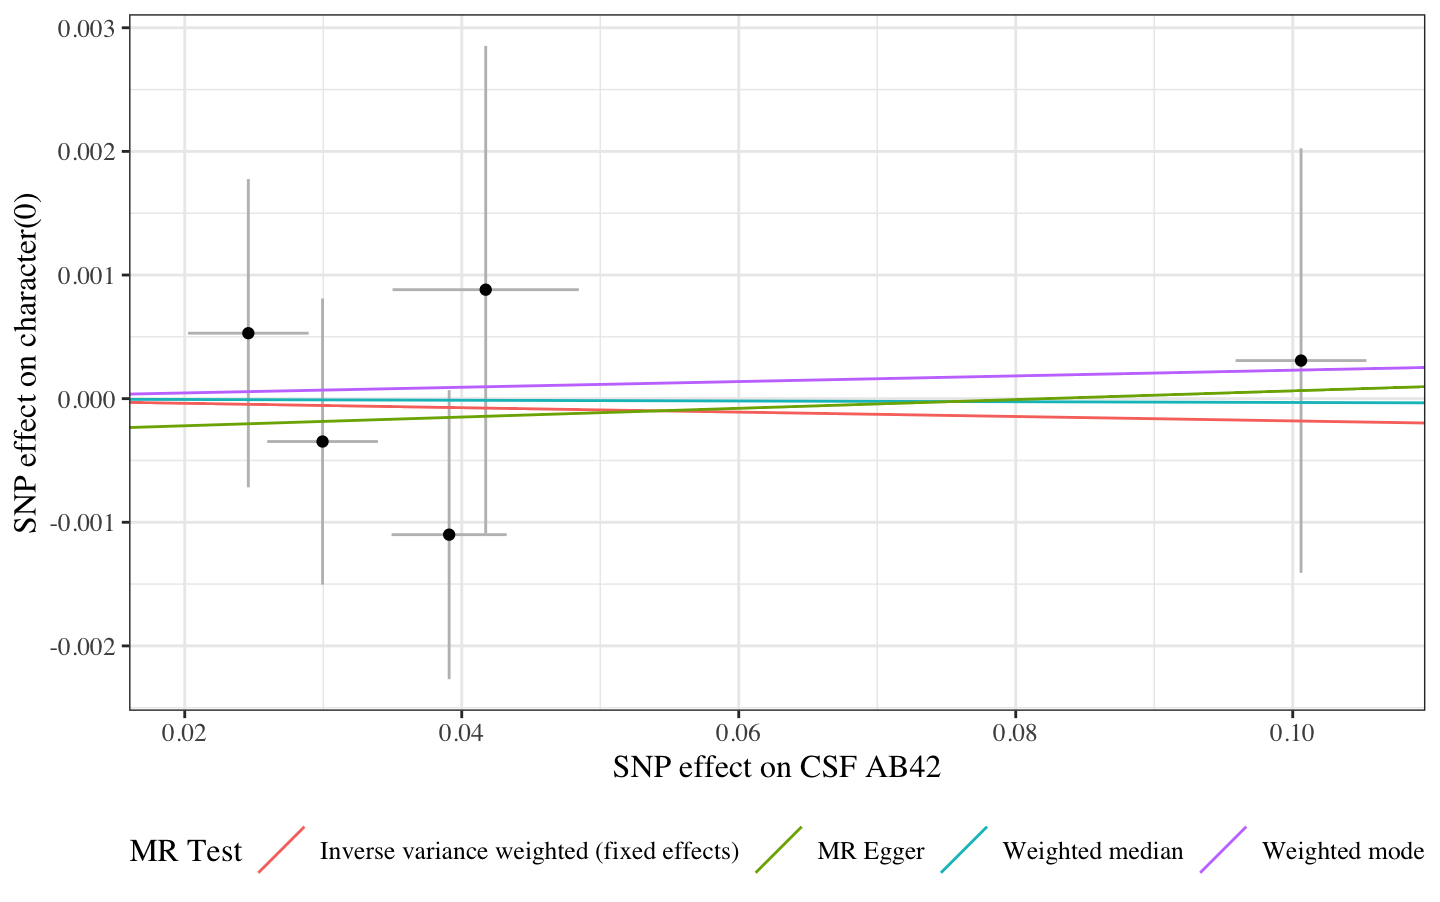 0.003
0.002
0.001
0.000
-0.001
-0.002
SNP effect on character(0)
0.02 0.04 0.06 0.08 0.10
SNP effect on CSF AB42
MR Test Inverse variance weighted (fixed effects) MR Egger Weighted median Weighted mode